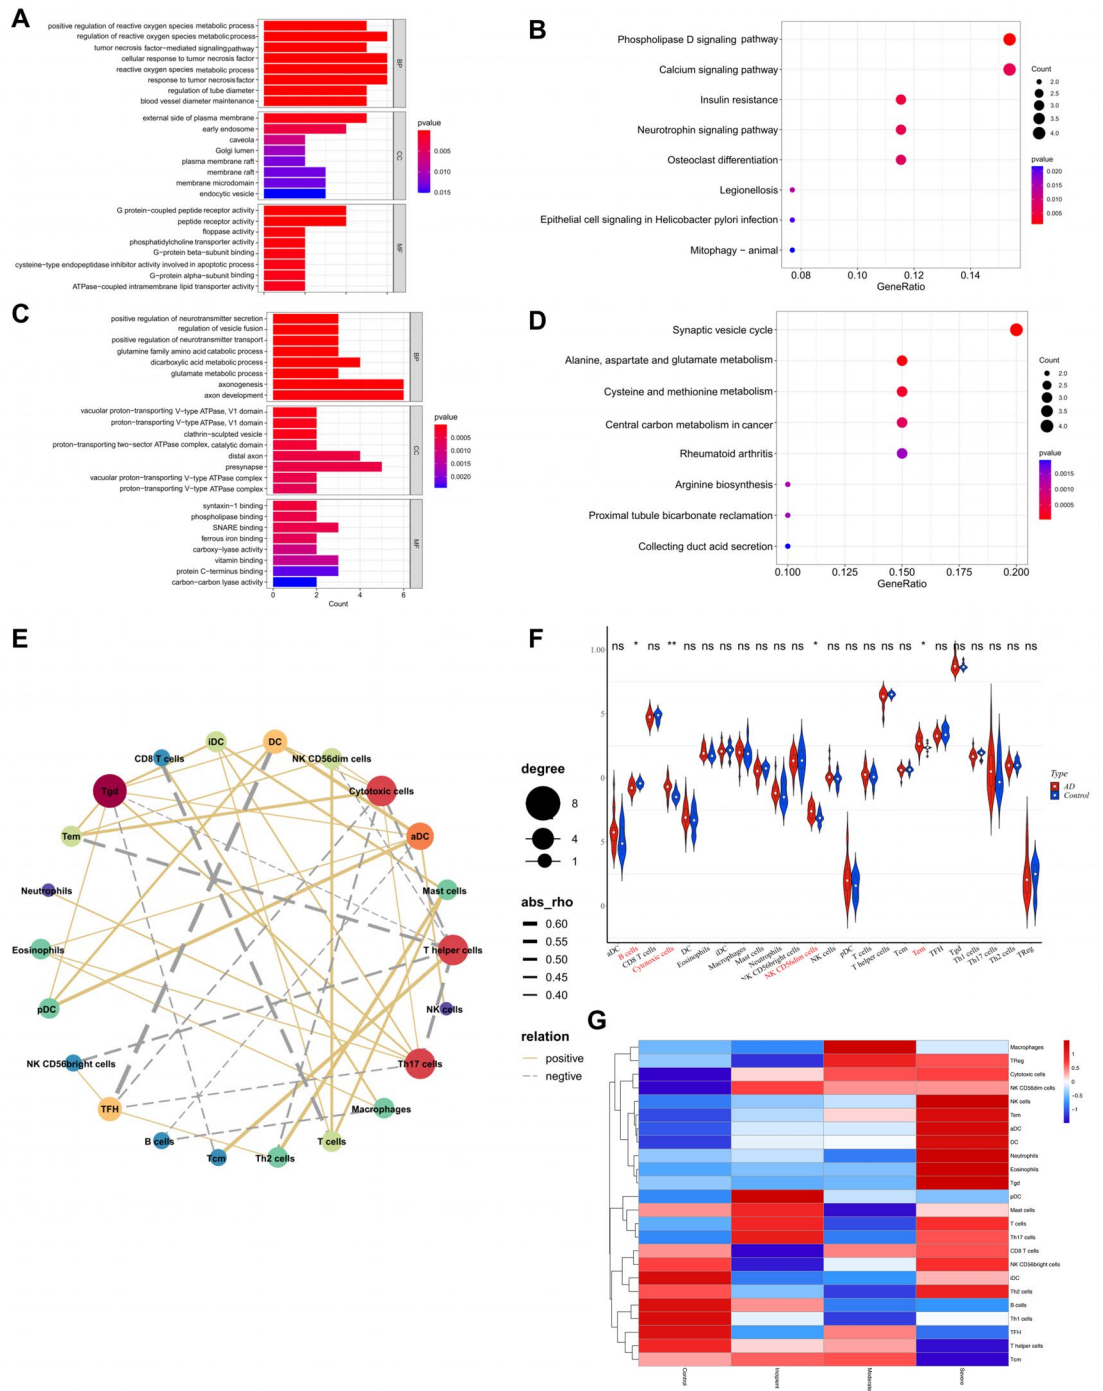 A
positive regulation of reactive oxygen species metabolic process
regulation of reactive oxygen species metabolic process
tumor necrosis factor-mediated signaling pathway
cellular response to tumor necrosis factor
reactive oxygen species metabolic process
response to tumor necrosis factor
regulation of tube diameter
blood vessel diameter maintenance
BP
external side of plasma membrane
early endosome
caveola
Golgi lumen
plasma membrane raft
membrane raft
membrane microdomain
endocytic vesicle
CC
G protein-coupled peptide receptor activity
peptide receptor activity
floppase activity
phosphatidylcholine transporter activity
G-protein beta-subunit binding
cysteine-type endopeptidase inhibitor activity involved in apoptotic process
G-protein alpha-subunit binding
ATPase-coupled intramembrane lipid transporter activity
MF
pvalue
0.005
0.010
0.015
B
Phospholipase D signaling pathway
Calcium signaling pathway
Insulin resistance
Neurotrophin signaling pathway
Osteoclast differentiation
Legionellosis
Epithelial cell signaling in Helicobacter pylori infection
Mitophagy - animal
0.08 0.10 0.12 0.14
GeneRatio
Count
2.0
2.5
3.0
3.5
4.0
pvalue
0.020
0.015
0.010
0.005
C
positive regulation of neurotransmitter secretion
regulation of vesicle fusion
positive regulation of neurotransmitter transport
glutamine family amino acid catabolic process
dicarboxylic acid metabolic process
glutamate metabolic process
axonogenesis
axon development
BP
vacuolar proton-transporting V-type ATPase, V1 domain
proton-transporting V-type ATPase, V1 domain
clathrin-sculpted vesicle
proton-transporting two-sector ATPase complex, catalytic domain
distal axon
presynapse
vacuolar proton-transporting V-type ATPase complex
proton-transporting V-type ATPase complex
CC
syntaxin-1 binding
phospholipase binding
SNARE binding
ferrous iron binding
carboxy-lyase activity
vitamin binding
protein C-terminus binding
carbon-carbon lyase activity
MF
0 2 4 6
Count
pvalue
0.0005
0.0010
0.0015
0.0020
D
Synaptic vesicle cycle
Alanine, aspartate and glutamate metabolism
Cysteine and methionine metabolism
Central carbon metabolism in cancer
Rheumatoid arthritis
Arginine biosynthesis
Proximal tubule bicarbonate reclamation
Collecting duct acid secretion
0.100 0.125 0.150 0.175 0.200
GeneRatio
Count
2.0
2.5
3.0
3.5
4.0
pvalue
0.0015
0.0010
0.0005
E
iDC
DC
CD8 T cells
NK CD56dim cells
Tgd
Cytotoxic cells
Tem
aDC
Neutrophils
Mast cells
Eosinophils
T helper cells
pDC
NK cells
NK CD56bright cells
Th17 cells
TFH
Macrophages
B cells
T cells
Tcm
Th2 cells
degree
8
4
1
abs_rho
0.60
0.55
0.50
0.45
0.40
relation
positive
negtive
F
ns * ns ** ns ns ns ns ns ns ns * ns ns ns ns ns * ns ns ns ns ns ns
1.00
5
0
5
0
aDC
B cells
CD8 T cells
Cytotoxic cells
DC
Eosinophils
iDC
Macrophages
Mast cells
Neutrophils
NK CD56bright cells
NK CD56dim cells
NK cells
pDC
T cells
T helper cells
Tcm
Tem
TFH
Tgd
Th1 cells
Th17 cells
Th2 cells
TReg
Type
AD
Control
G
Macrophages
TReg
Cytotoxic cells
NK CD56dim cells
NK cells
Tem
aDC
DC
Neutrophils
Eosinophils
Tgd
pDC
Mast cells
T cells
Th17 cells
CD8 T cells
NK CD56bright cells
iDC
Th2 cells
B cells
Th1 cells
TFH
T helper cells
Tcm
Control
Incipient
Moderate
Severe
1
0.5
0
-0.5
-1